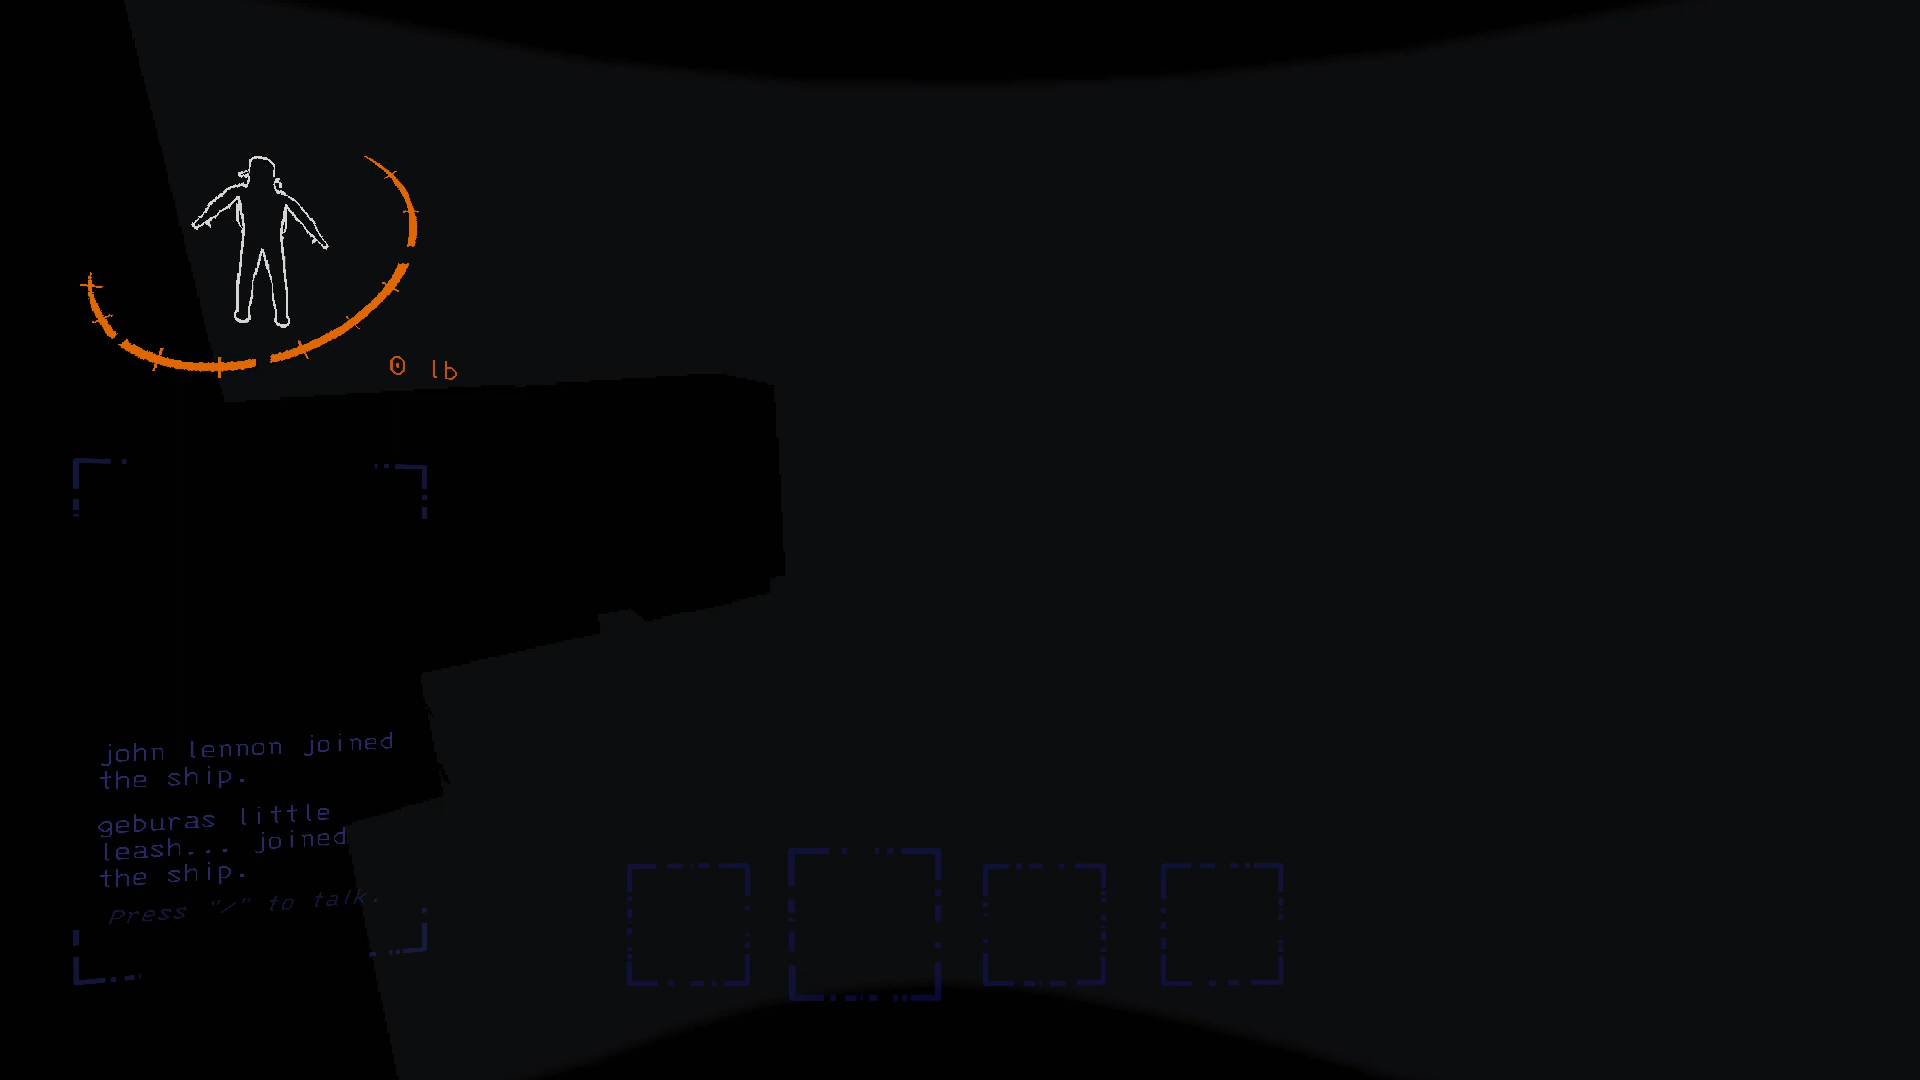 0 lb
john lennon joined
the ship.
geburas little
leash... joined
the ship.
Press "/" to talk.